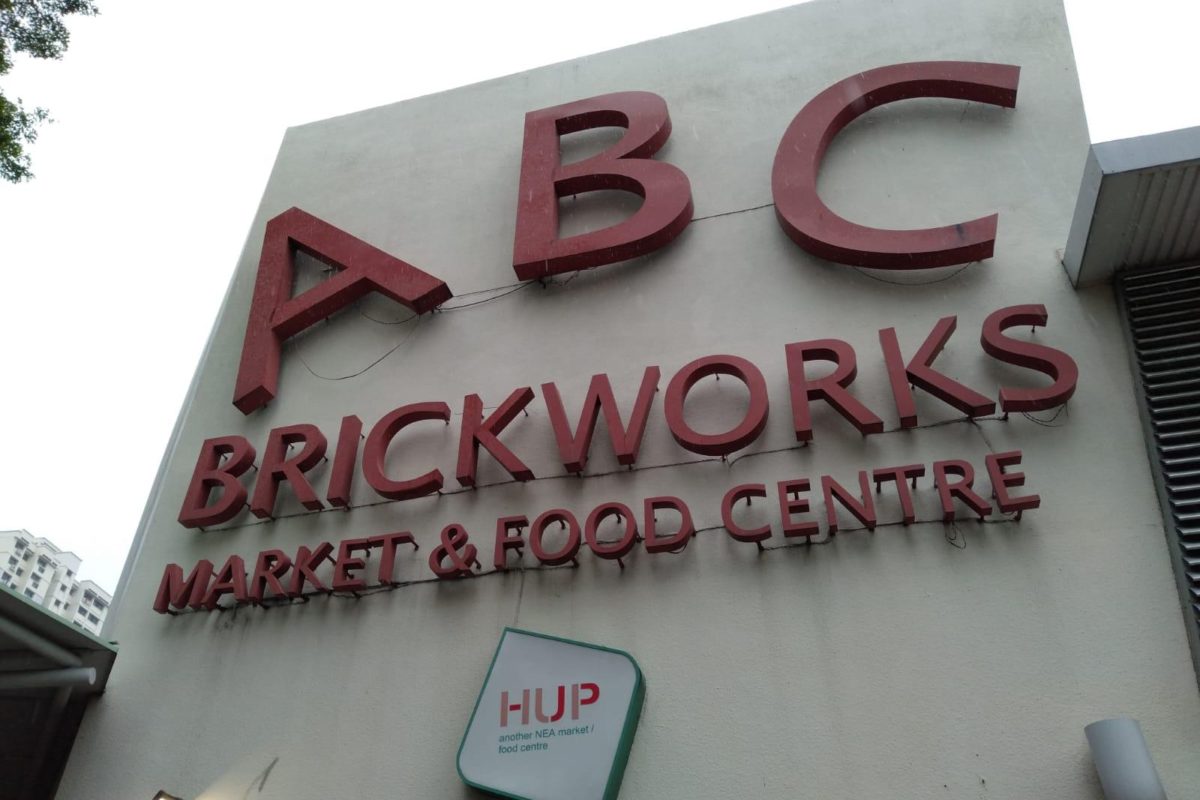 ABC
BRICKWORKS
MARKET & FOOD CENTRE
HUP
another NEA market /
food centre